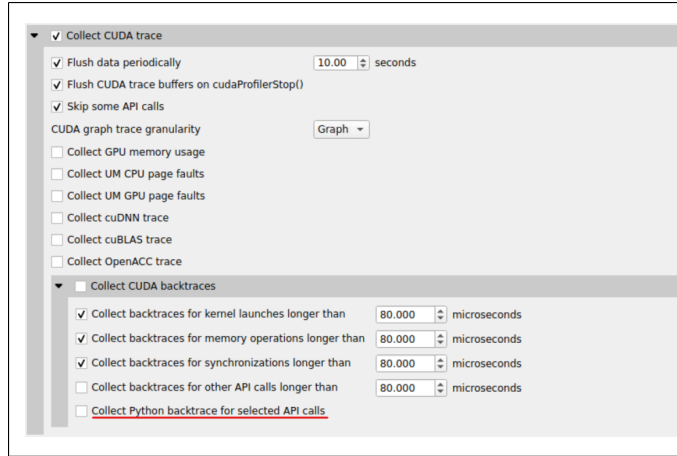 Collect CUDA trace
Flush data periodically 10.00 seconds
Flush CUDA trace buffers on cudaProfilerStop()
Skip some API calls
CUDA graph trace granularity Graph
Collect GPU memory usage
Collect UM CPU page faults
Collect UM GPU page faults
Collect cuDNN trace
Collect cuBLAS trace
Collect OpenACC trace
Collect CUDA backtraces
Collect backtraces for kernel launches longer than 80.000 microseconds
Collect backtraces for memory operations longer than 80.000 microseconds
Collect backtraces for synchronizations longer than 80.000 microseconds
Collect backtraces for other API calls longer than 80.000 microseconds
Collect Python backtrace for selected API calls